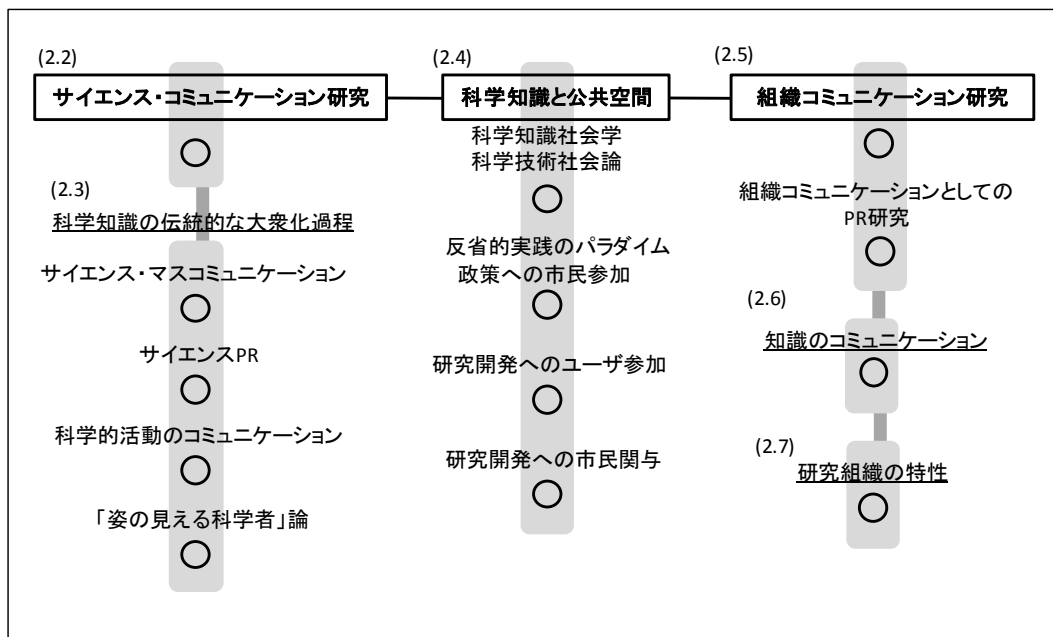 (2.2)
サイエンス・コミュニケーション研究
(2.3)
科学知識の伝統的な大衆化過程
サイエンス・マスコミュニケーション
サイエンスPR
科学的活動のコミュニケーション
「姿の見える科学者」論
(2.4)
科学知識と公共空間
科学知識社会学
科学技術社会論
反省的実践のパラダイム
政策への市民参加
研究開発へのユーザ参加
研究開発への市民関与
(2.5)
組織コミュニケーション研究
組織コミュニケーションとしての
PR研究
(2.6)
知識のコミュニケーション
(2.7)
研究組織の特性